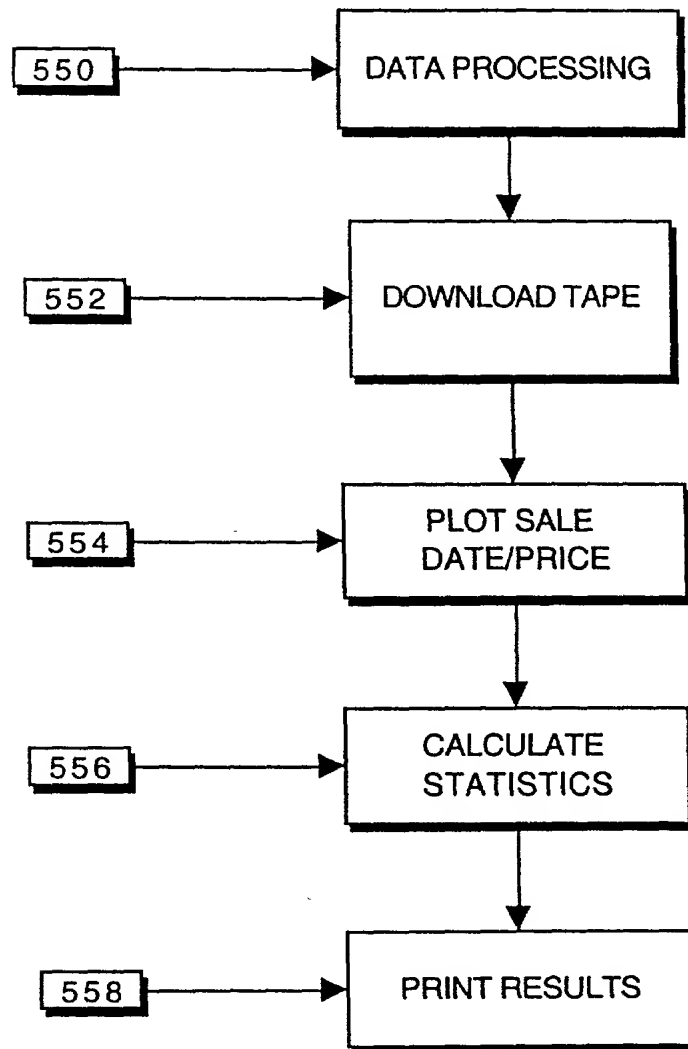 550
DATA PROCESSING
552
DOWNLOAD TAPE
554
PLOT SALE
DATE/PRICE
556
CALCULATE
STATISTICS
558
PRINT RESULTS